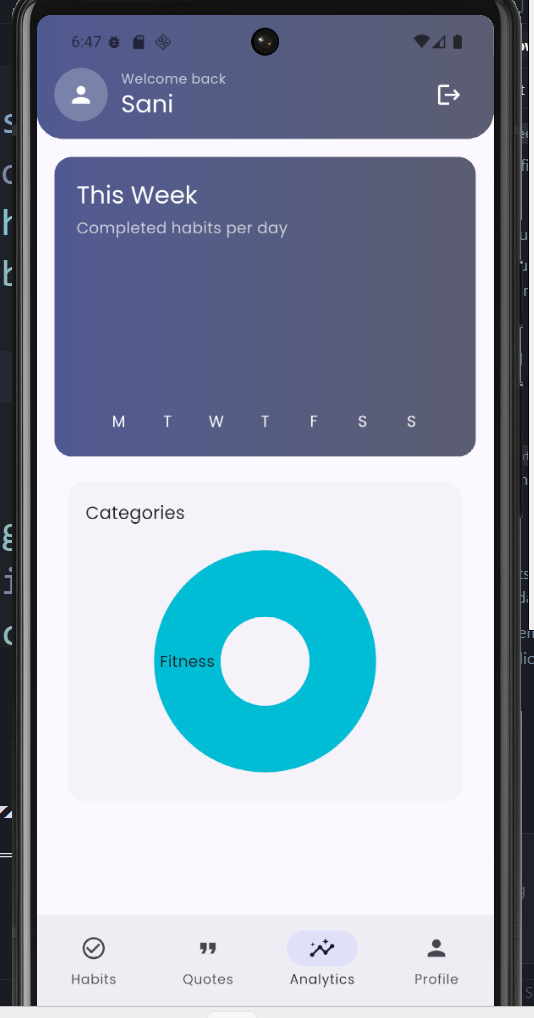 6:47
Welcome back
Sani
This Week
Completed habits per day
M T W T F S S
Categories
Fitness
Habits Quotes Analytics Profile